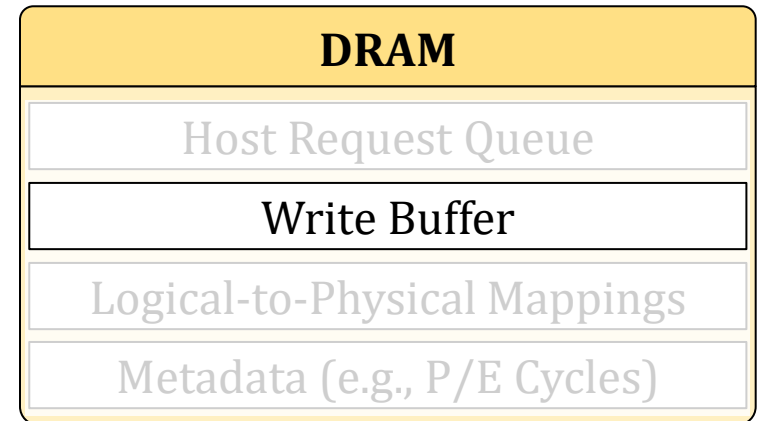 DRAM
Host Request Queue
Write Buffer
Logical-to-Physical Mappings
Metadata (e.g., P/E Cycles)